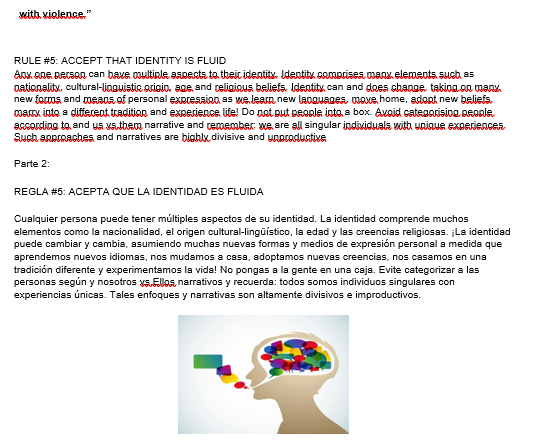 with violence."
RULE #5: ACCEPT THAT IDENTITY IS FLUID
Any one person can have multiple aspects to their identity. Identity comprises many elements such as
nationality, cultural-linguistic origin, age and religious beliefs. Identity can and does change, taking on many
new forms and means of personal expression as we learn new languages, move home, adopt new beliefs,
marry into a different tradition and experience life! Do not put people into a box. Avoid categorising people
according to and us vs them narrative and remember: we are all singular individuals with unique experiences.
Such approaches and narratives are highly divisive and unproductive
Parte 2:
REGLA #5: ACEPTA QUE LA IDENTIDAD ES FLUIDA
Cualquier persona puede tener múltiples aspectos de su identidad. La identidad comprende muchos
elementos como la nacionalidad, el origen cultural-lingüístico, la edad y las creencias religiosas. ¡La identidad
puede cambiar y cambia, asumiendo muchas nuevas formas y medios de expresión personal a medida que
aprendemos nuevos idiomas, nos mudamos a casa, adoptamos nuevas creencias, nos casamos en una
tradición diferente y experimentamos la vida! No pongas a la gente en una caja. Evite categorizar a las
personas según y nosotros vs Ellos narrativos y recuerda: todos somos individuos singulares con
experiencias únicas. Tales enfoques y narrativas son altamente divisivos e improductivos.